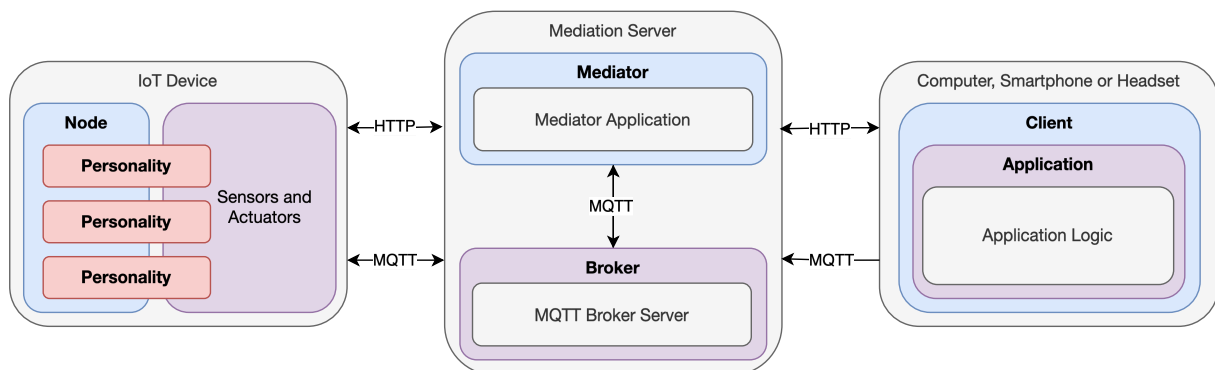 Mediation Server
IoT Device
Node
Personality
Personality
Personality
Sensors and
Actuators
HTTP
MQTT
Mediator
Mediator Application
MQTT
Broker
MQTT Broker Server
HTTP
MQTT
Computer, Smartphone or Headset
Client
Application
Application Logic